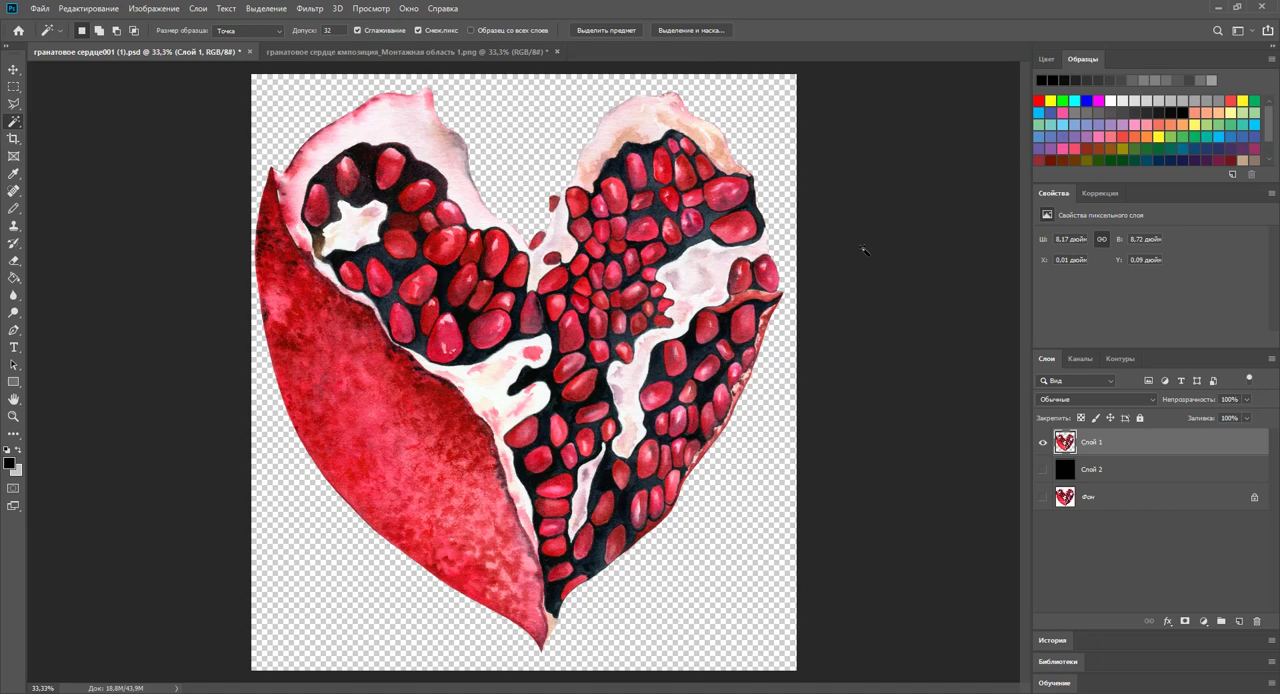 Ps Файл Редактирование Изображение Слои Текст Выделение Фильтр 3D Просмотр Окно Справка
Размер образца: Точка Допуск: 32 Сглаживание Смеж.пикс Образец со всех слоев Выделить предмет Выделение и маска...
гранатовое сердце001 (1).psd @ 33,3% (Слой 1, RGB/8#) * × гранатовое сердце кмпозиция_Монтажная область 1.png @ 33,3% (RGB/8#) * ×
Цвет Образцы
Свойства Коррекция
Свойства пиксельного слоя
Ш: 8,17 дюйм В: 8,72 дюйм
X: 0,01 дюйм Y: 0,09 дюйм
Слои Каналы Контуры
Вид
Обычные Непрозрачность: 100%
Закрепить: Заливка: 100%
Слой 1
Слой 2
Фон
fx
История
Библиотеки
Обучение
33,33% Док: 18,8M/43,9M